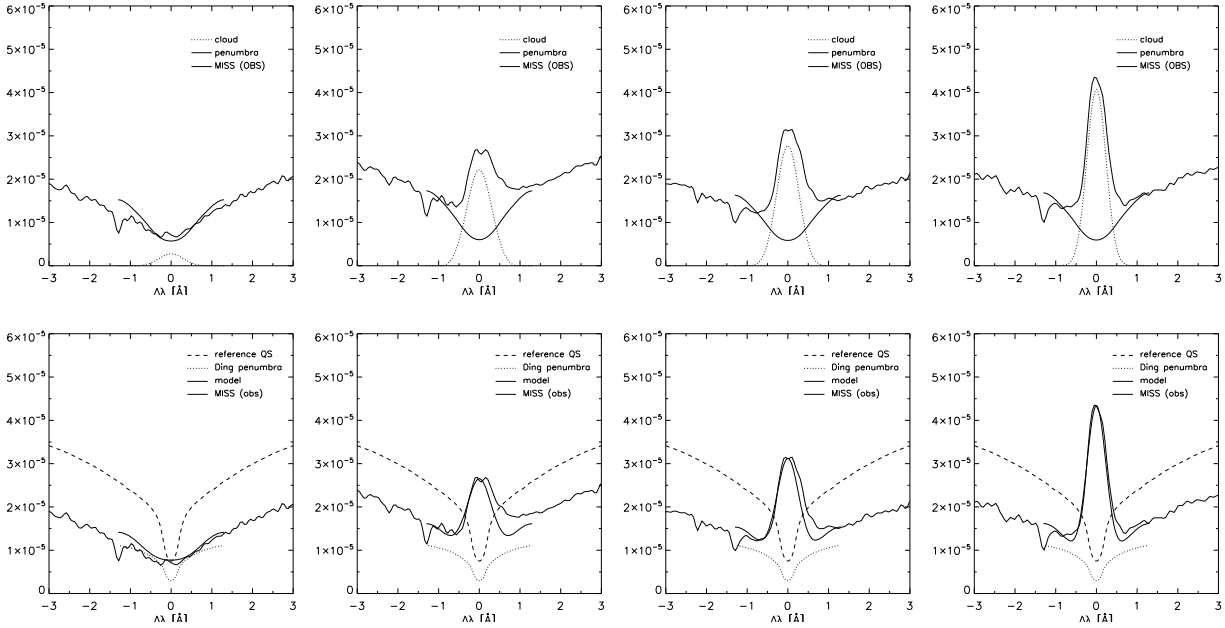 6×10⁻⁵
5×10⁻⁵
4×10⁻⁵
3×10⁻⁵
2×10⁻⁵
1×10⁻⁵
0
cloud
penumbra
MISS (OBS)
-3 -2 -1 0 1 2 3
Δλ [Å]
6×10⁻⁵
5×10⁻⁵
4×10⁻⁵
3×10⁻⁵
2×10⁻⁵
1×10⁻⁵
0
cloud
penumbra
MISS (OBS)
-3 -2 -1 0 1 2 3
Δλ [Å]
6×10⁻⁵
5×10⁻⁵
4×10⁻⁵
3×10⁻⁵
2×10⁻⁵
1×10⁻⁵
0
cloud
penumbra
MISS (OBS)
-3 -2 -1 0 1 2 3
Δλ [Å]
6×10⁻⁵
5×10⁻⁵
4×10⁻⁵
3×10⁻⁵
2×10⁻⁵
1×10⁻⁵
0
cloud
penumbra
MISS (OBS)
-3 -2 -1 0 1 2 3
Δλ [Å]
6×10⁻⁵
5×10⁻⁵
4×10⁻⁵
3×10⁻⁵
2×10⁻⁵
1×10⁻⁵
0
reference QS
Ding penumbra
model
MISS (obs)
-3 -2 -1 0 1 2 3
Δλ [Å]
6×10⁻⁵
5×10⁻⁵
4×10⁻⁵
3×10⁻⁵
2×10⁻⁵
1×10⁻⁵
0
reference QS
Ding penumbra
model
MISS (obs)
-3 -2 -1 0 1 2 3
Δλ [Å]
6×10⁻⁵
5×10⁻⁵
4×10⁻⁵
3×10⁻⁵
2×10⁻⁵
1×10⁻⁵
0
reference QS
Ding penumbra
model
MISS (obs)
-3 -2 -1 0 1 2 3
Δλ [Å]
6×10⁻⁵
5×10⁻⁵
4×10⁻⁵
3×10⁻⁵
2×10⁻⁵
1×10⁻⁵
0
reference QS
Ding penumbra
model
MISS (obs)
-3 -2 -1 0 1 2 3
Δλ [Å]